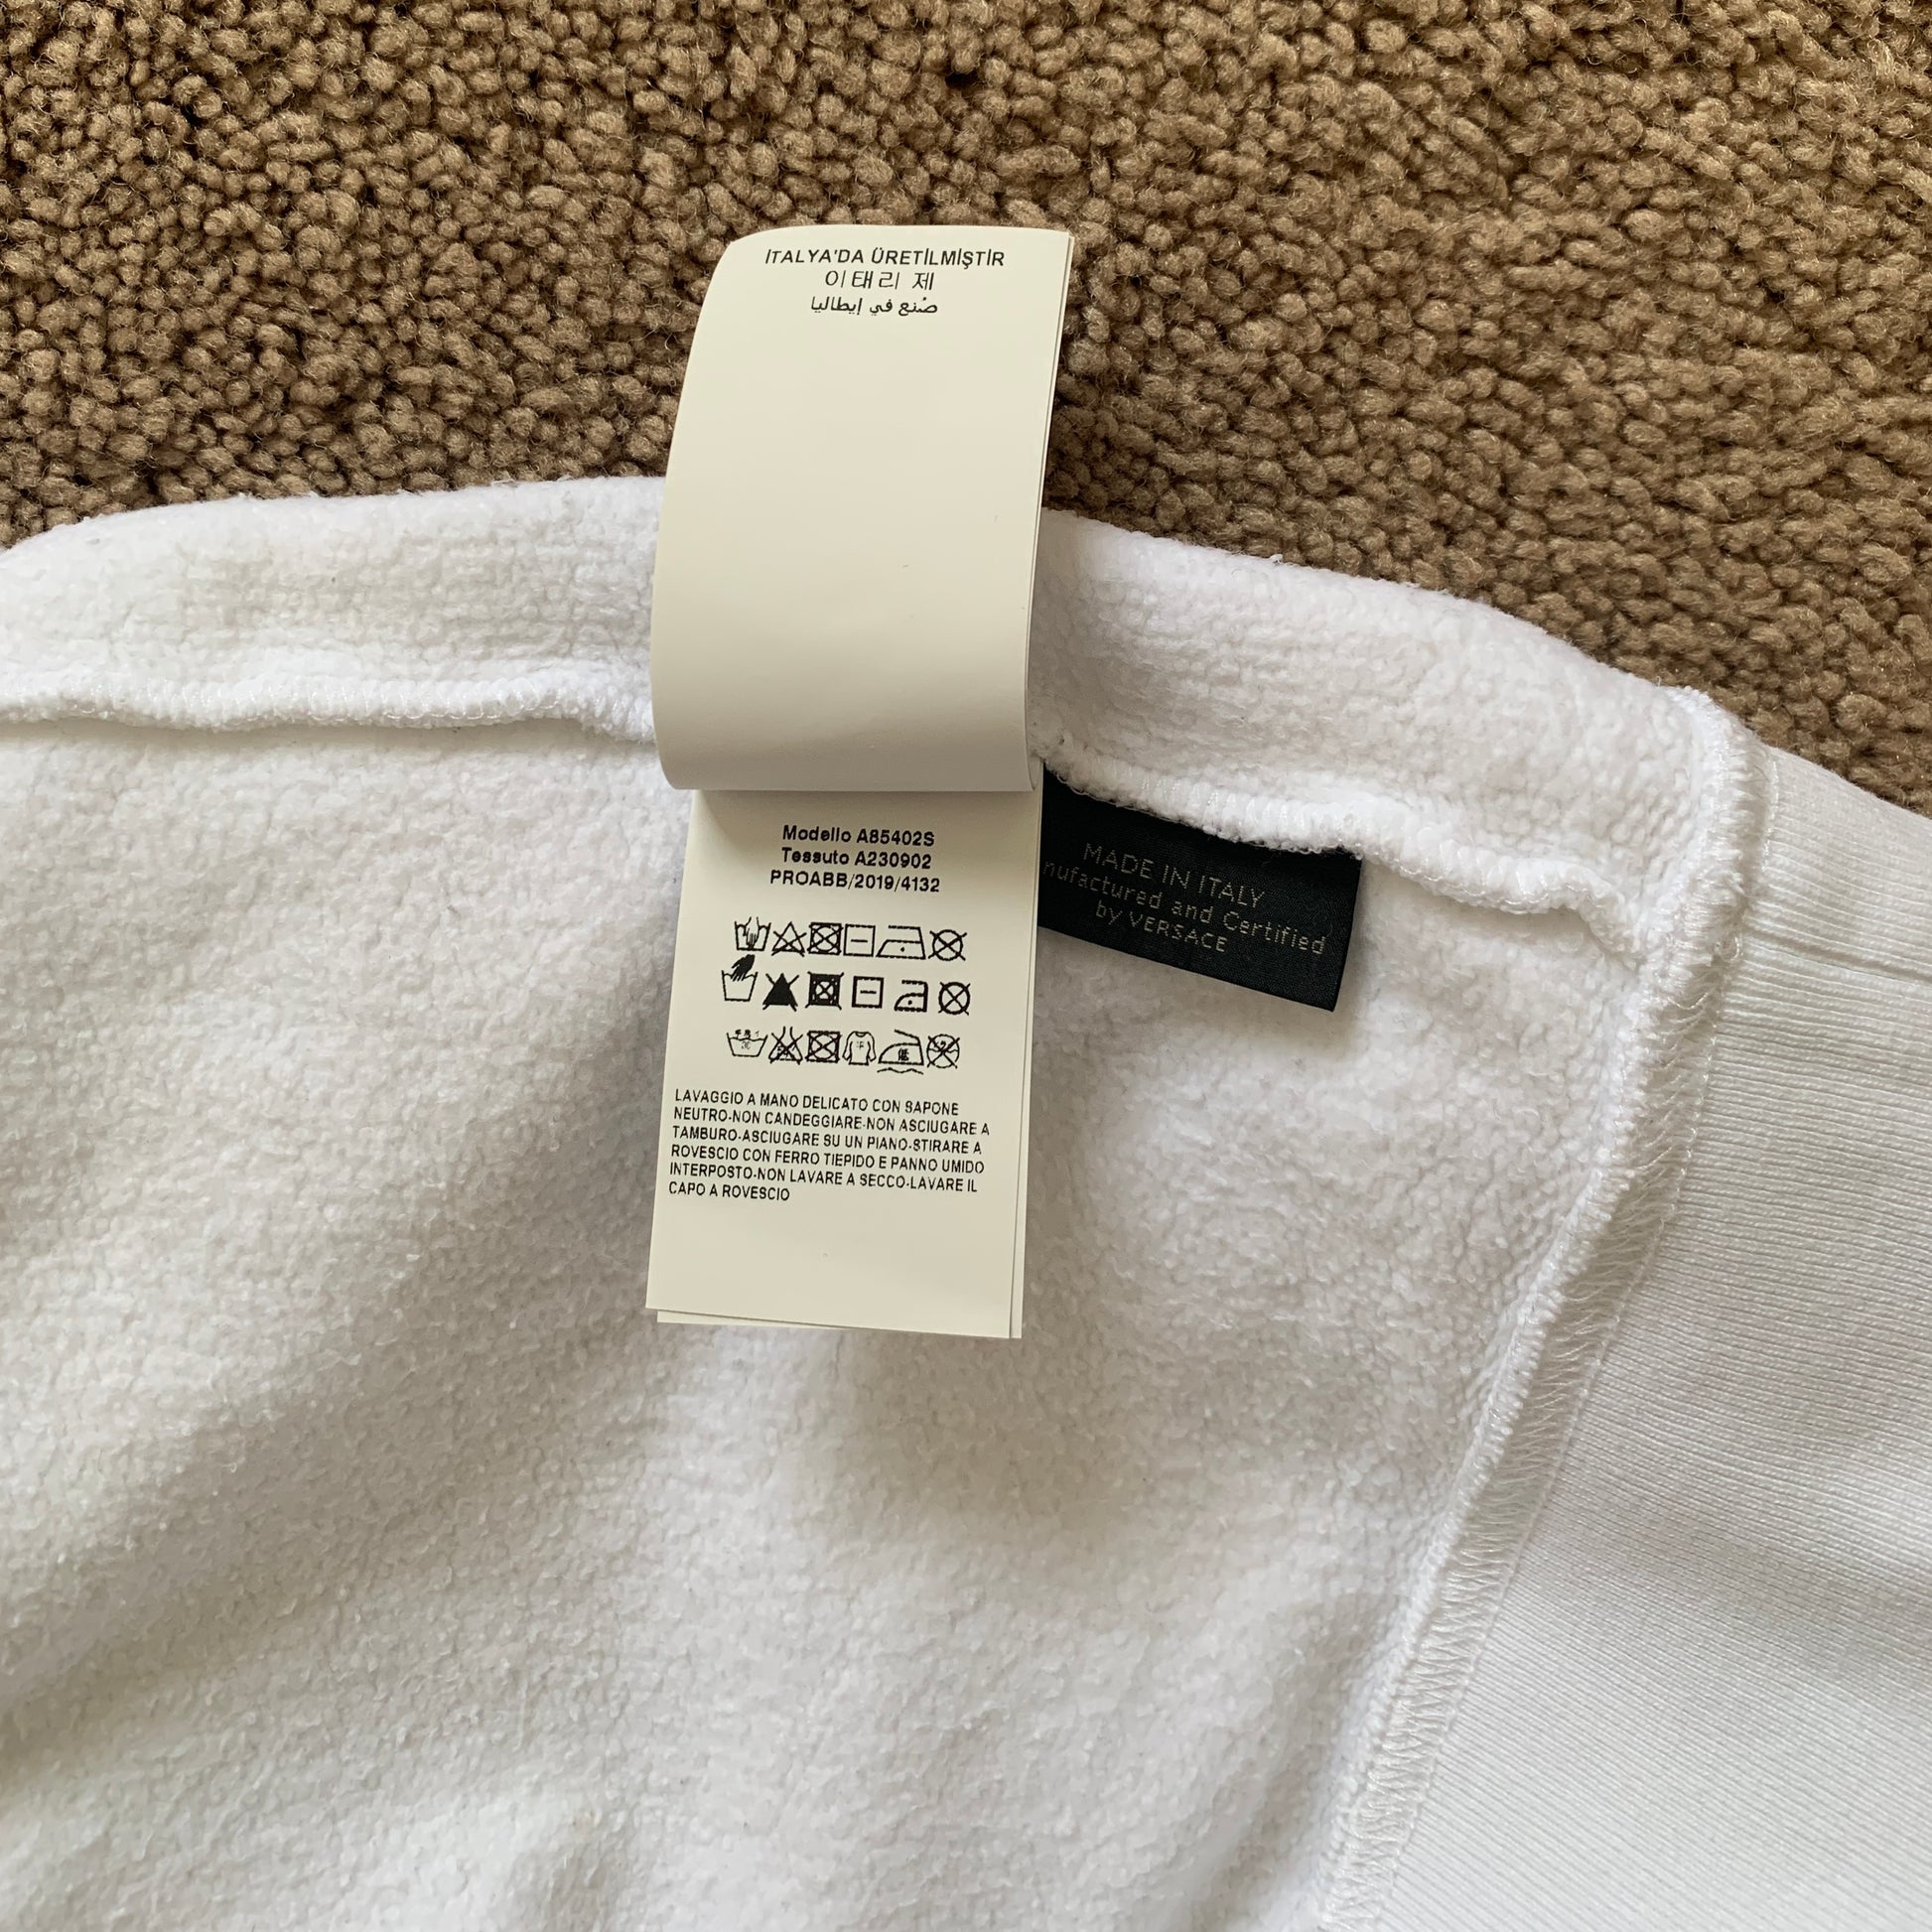 İTALYA'DA ÜRETİLMİŞTİR
이태리 제
صُنع في إيطاليا
Modello A85402S
Tessuto A230902
PROABB/2019/4132
LAVAGGIO A MANO DELICATO CON SAPONE
NEUTRO-NON CANDEGGIARE-NON ASCIUGARE A
TAMBURO-ASCIUGARE SU UN PIANO-STIRARE A
ROVESCIO CON FERRO TIEPIDO E PANNO UMIDO
INTERPOSTO-NON LAVARE A SECCO-LAVARE IL
CAPO A ROVESCIO
MADE IN ITALY
nufactured and Certified
by VERSACE